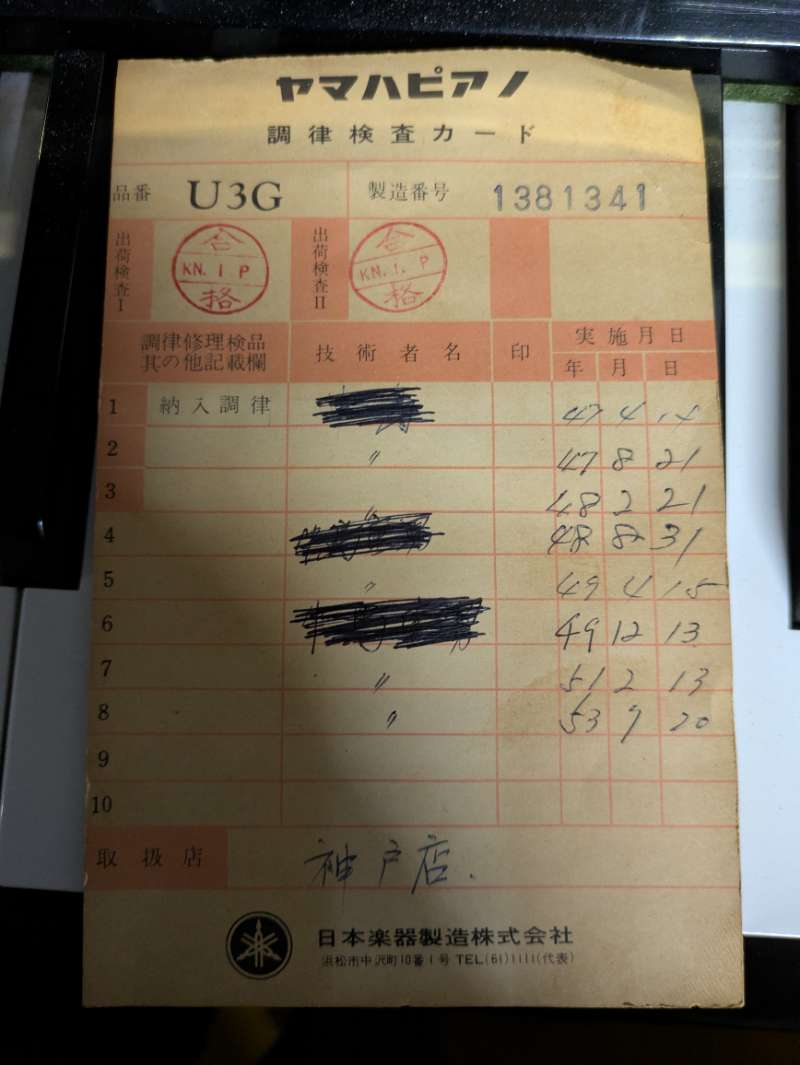 ヤマハピアノ
調律検査カード
品番 U3G 製造番号 1381341
出荷検査I 合格 KN. I P 出荷検査II 合格 KN. I. P
調律修理検品其の他記載欄 技術者名 印 実施月日
年 月 日
1 納入調律 47 4 14
2 〃 47 8 21
3 〃 48 2 21
4 48 8 31
5 〃 49 4 15
6 49 12 13
7 〃 51 2 13
8 〃 53 9 20
9
10
取扱店 神戸店.
日本楽器製造株式会社
浜松市中沢町10番1号 TEL(61)1111(代表)